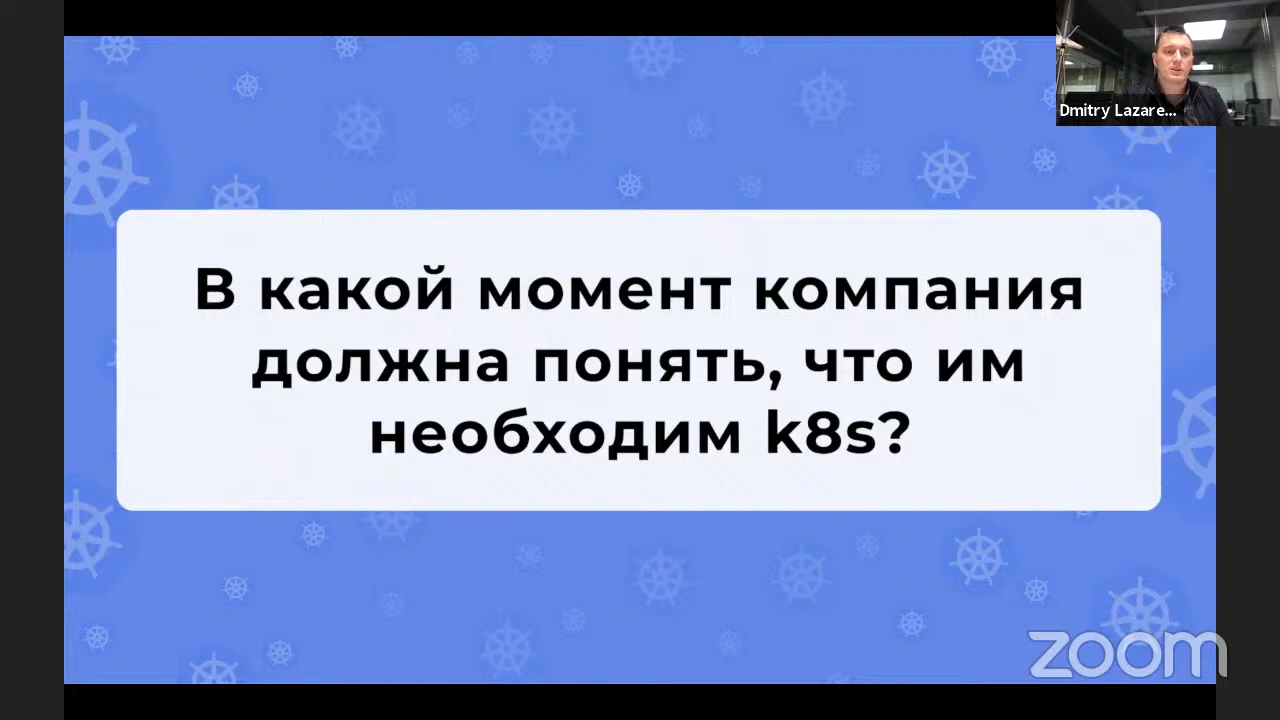 Dmitry Lazare...
В какой момент компания
должна понять, что им
необходим k8s?
zoom